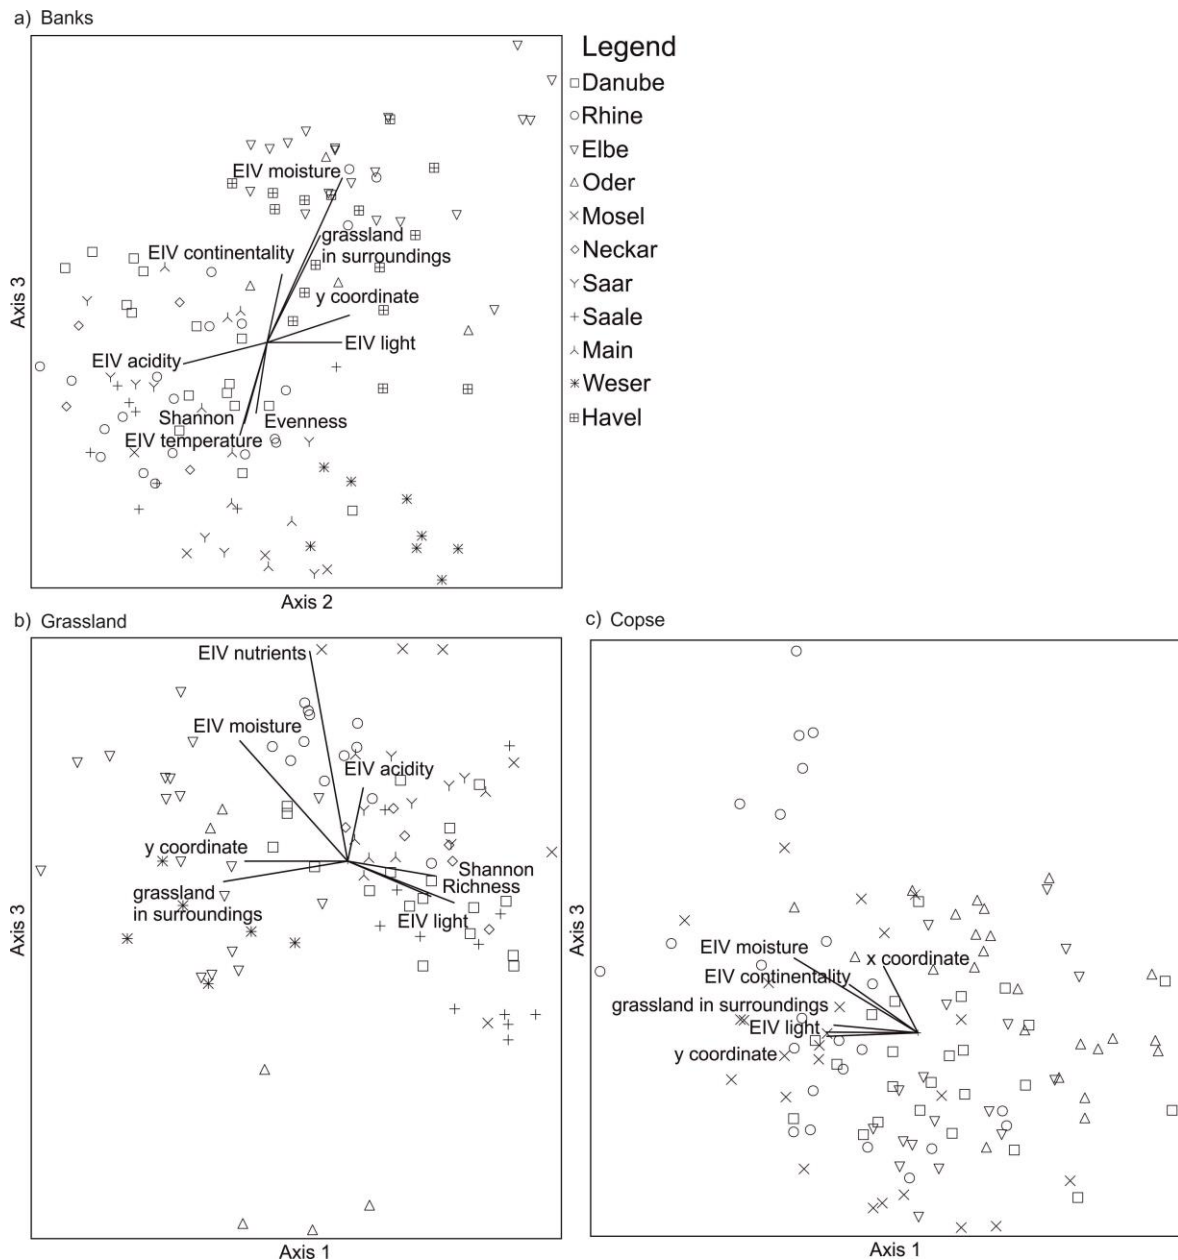 a) Banks
Legend
Danube
Rhine
Elbe
Oder
Mosel
Neckar
Saar
Saale
Main
Weser
Havel
EIV moisture
grassland
in surroundings
EIV continentality
y coordinate
EIV light
EIV acidity
Shannon
Evenness
EIV temperature
Axis 3
Axis 2
b) Grassland
EIV nutrients
EIV moisture
EIV acidity
y coordinate
Shannon
Richness
grassland
in surroundings
EIV light
Axis 3
Axis 1
c) Copse
EIV moisture
x coordinate
EIV continentality
grassland in surroundings
EIV light
y coordinate
Axis 3
Axis 1